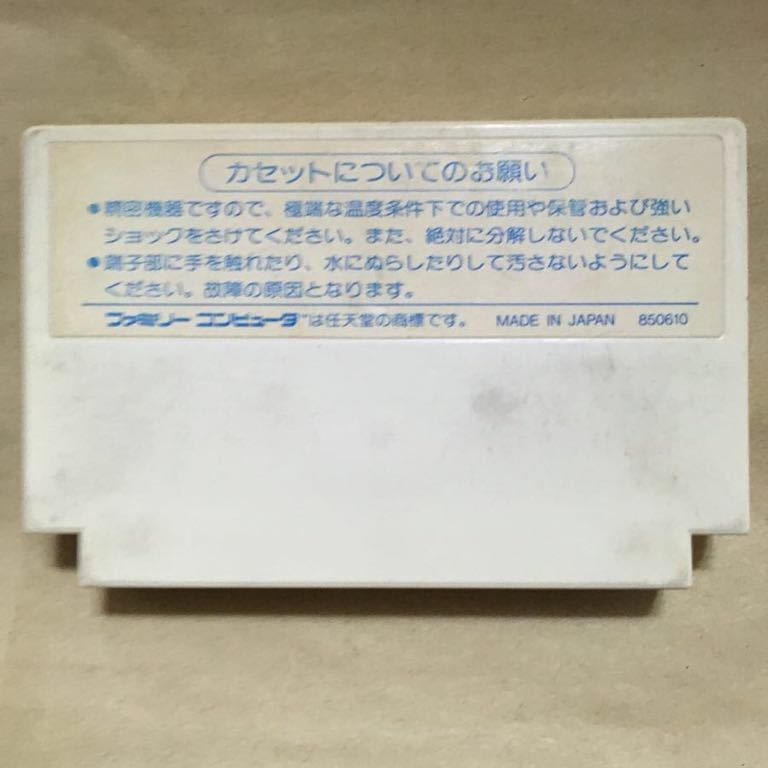 カセットについてのお願い
●精密機器ですので、極端な温度条件下での使用や保管および強い
ショックをさけてください。また、絶対に分解しないでください。
●端子部に手を触れたり、水にぬらしたりして汚さないようにして
ください。故障の原因となります。
ファミリーコンピュータ™は任天堂の商標です。 MADE IN JAPAN 850610